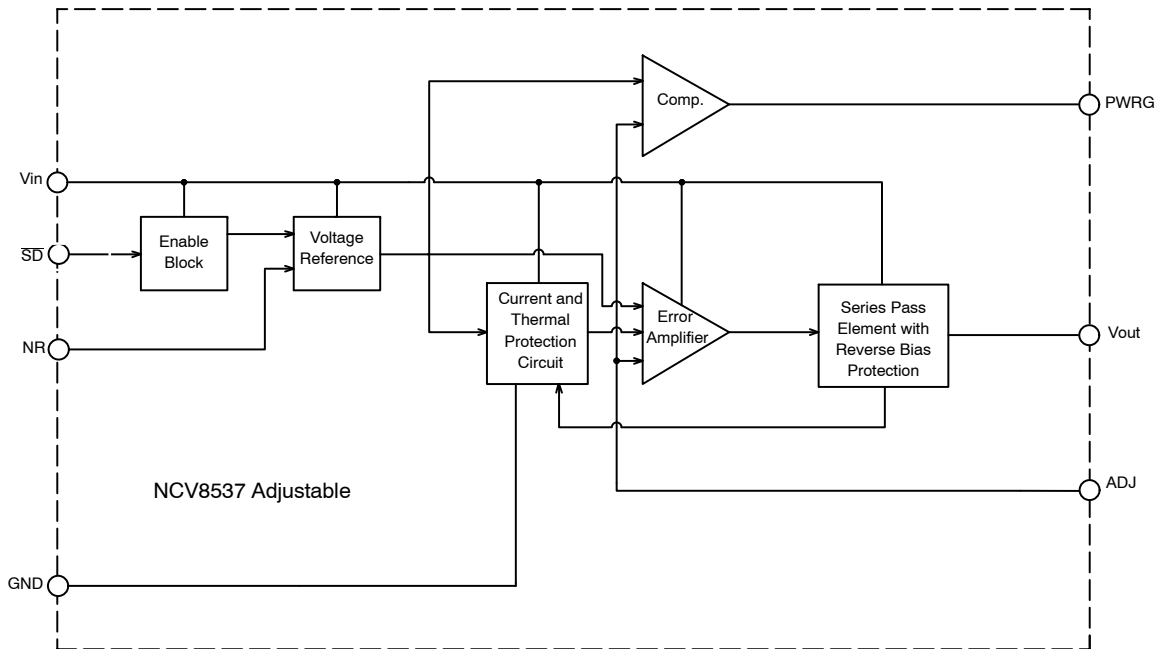 Comp.
PWRG
Vin
SD
Enable
Block
Voltage
Reference
NR
Current and
Thermal
Protection
Circuit
Error
Amplifier
Series Pass
Element with
Reverse Bias
Protection
Vout
NCV8537 Adjustable
ADJ
GND